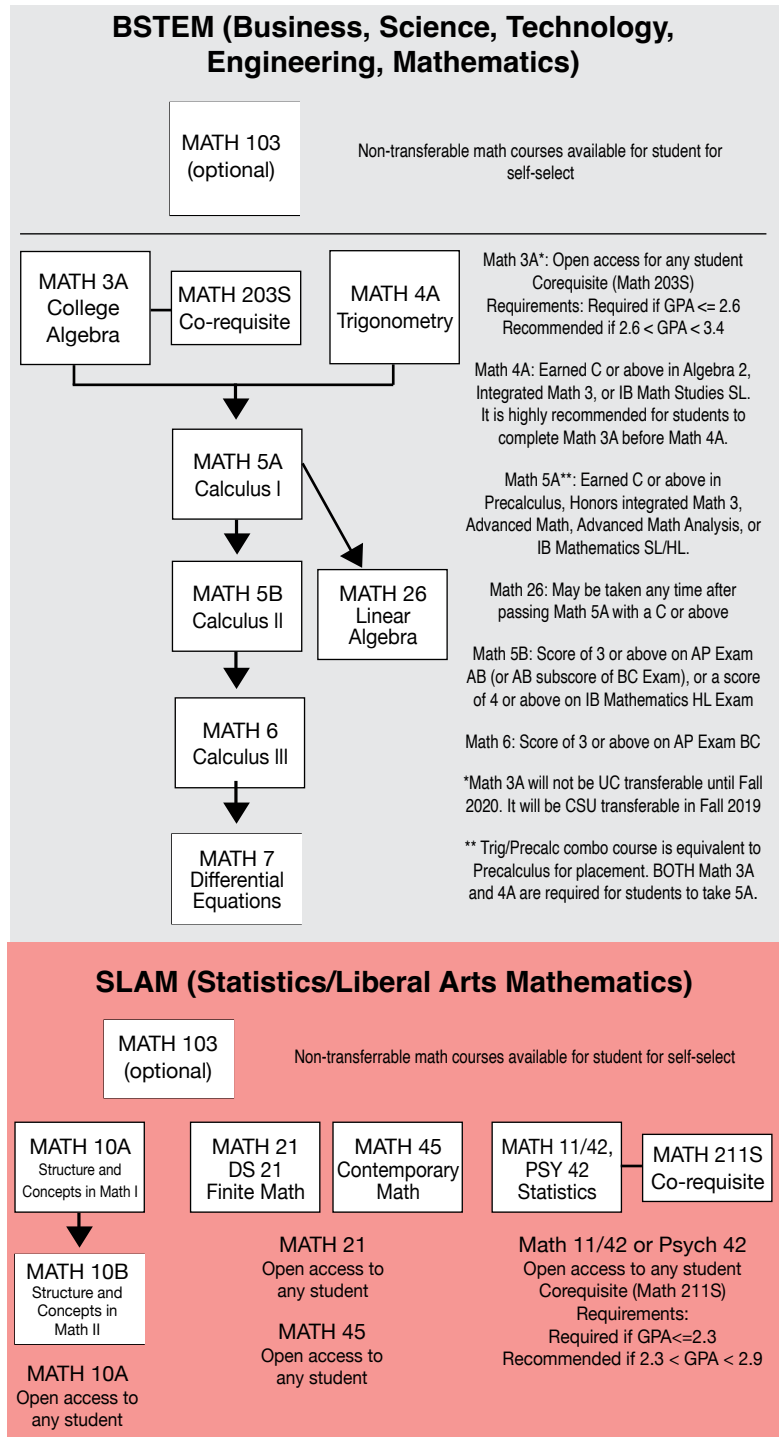 BSTEM (Business, Science, Technology,
Engineering, Mathematics)
MATH 103
(optional)
Non-transferable math courses available for student for
self-select
MATH 3A
College
Algebra
MATH 203S
Co-requisite
MATH 4A
Trigonometry
Math 3A*: Open access for any student
Corequisite (Math 203S)
Requirements: Required if GPA <= 2.6
Recommended if 2.6 < GPA < 3.4
Math 4A: Earned C or above in Algebra 2,
Integrated Math 3, or IB Math Studies SL.
It is highly recommended for students to
complete Math 3A before Math 4A.
MATH 5A
Calculus I
Math 5A**: Earned C or above in
Precalculus, Honors integrated Math 3,
Advanced Math, Advanced Math Analysis, or
IB Mathematics SL/HL.
MATH 5B
Calculus II
MATH 26
Linear
Algebra
Math 26: May be taken any time after
passing Math 5A with a C or above
Math 5B: Score of 3 or above on AP Exam
AB (or AB subscore of BC Exam), or a score
of 4 or above on IB Mathematics HL Exam
MATH 6
Calculus III
Math 6: Score of 3 or above on AP Exam BC
*Math 3A will not be UC transferable until Fall
2020. It will be CSU transferable in Fall 2019
MATH 7
Differential
Equations
** Trig/Precalc combo course is equivalent to
Precalculus for placement. BOTH Math 3A
and 4A are required for students to take 5A.
SLAM (Statistics/Liberal Arts Mathematics)
MATH 103
(optional)
Non-transferrable math courses available for student for self-select
MATH 10A
Structure and
Concepts in Math I
MATH 21
DS 21
Finite Math
MATH 45
Contemporary
Math
MATH 11/42,
PSY 42
Statistics
MATH 211S
Co-requisite
MATH 10B
Structure and
Concepts in
Math II
MATH 10A
Open access to
any student
MATH 21
Open access to
any student
MATH 45
Open access to
any student
Math 11/42 or Psych 42
Open access to any student
Corequisite (Math 211S)
Requirements:
Required if GPA<=2.3
Recommended if 2.3 < GPA < 2.9